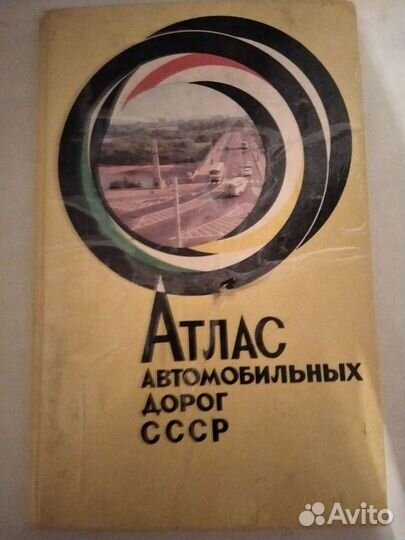 Атлас
автомобильных
дорог
СССР
Avito